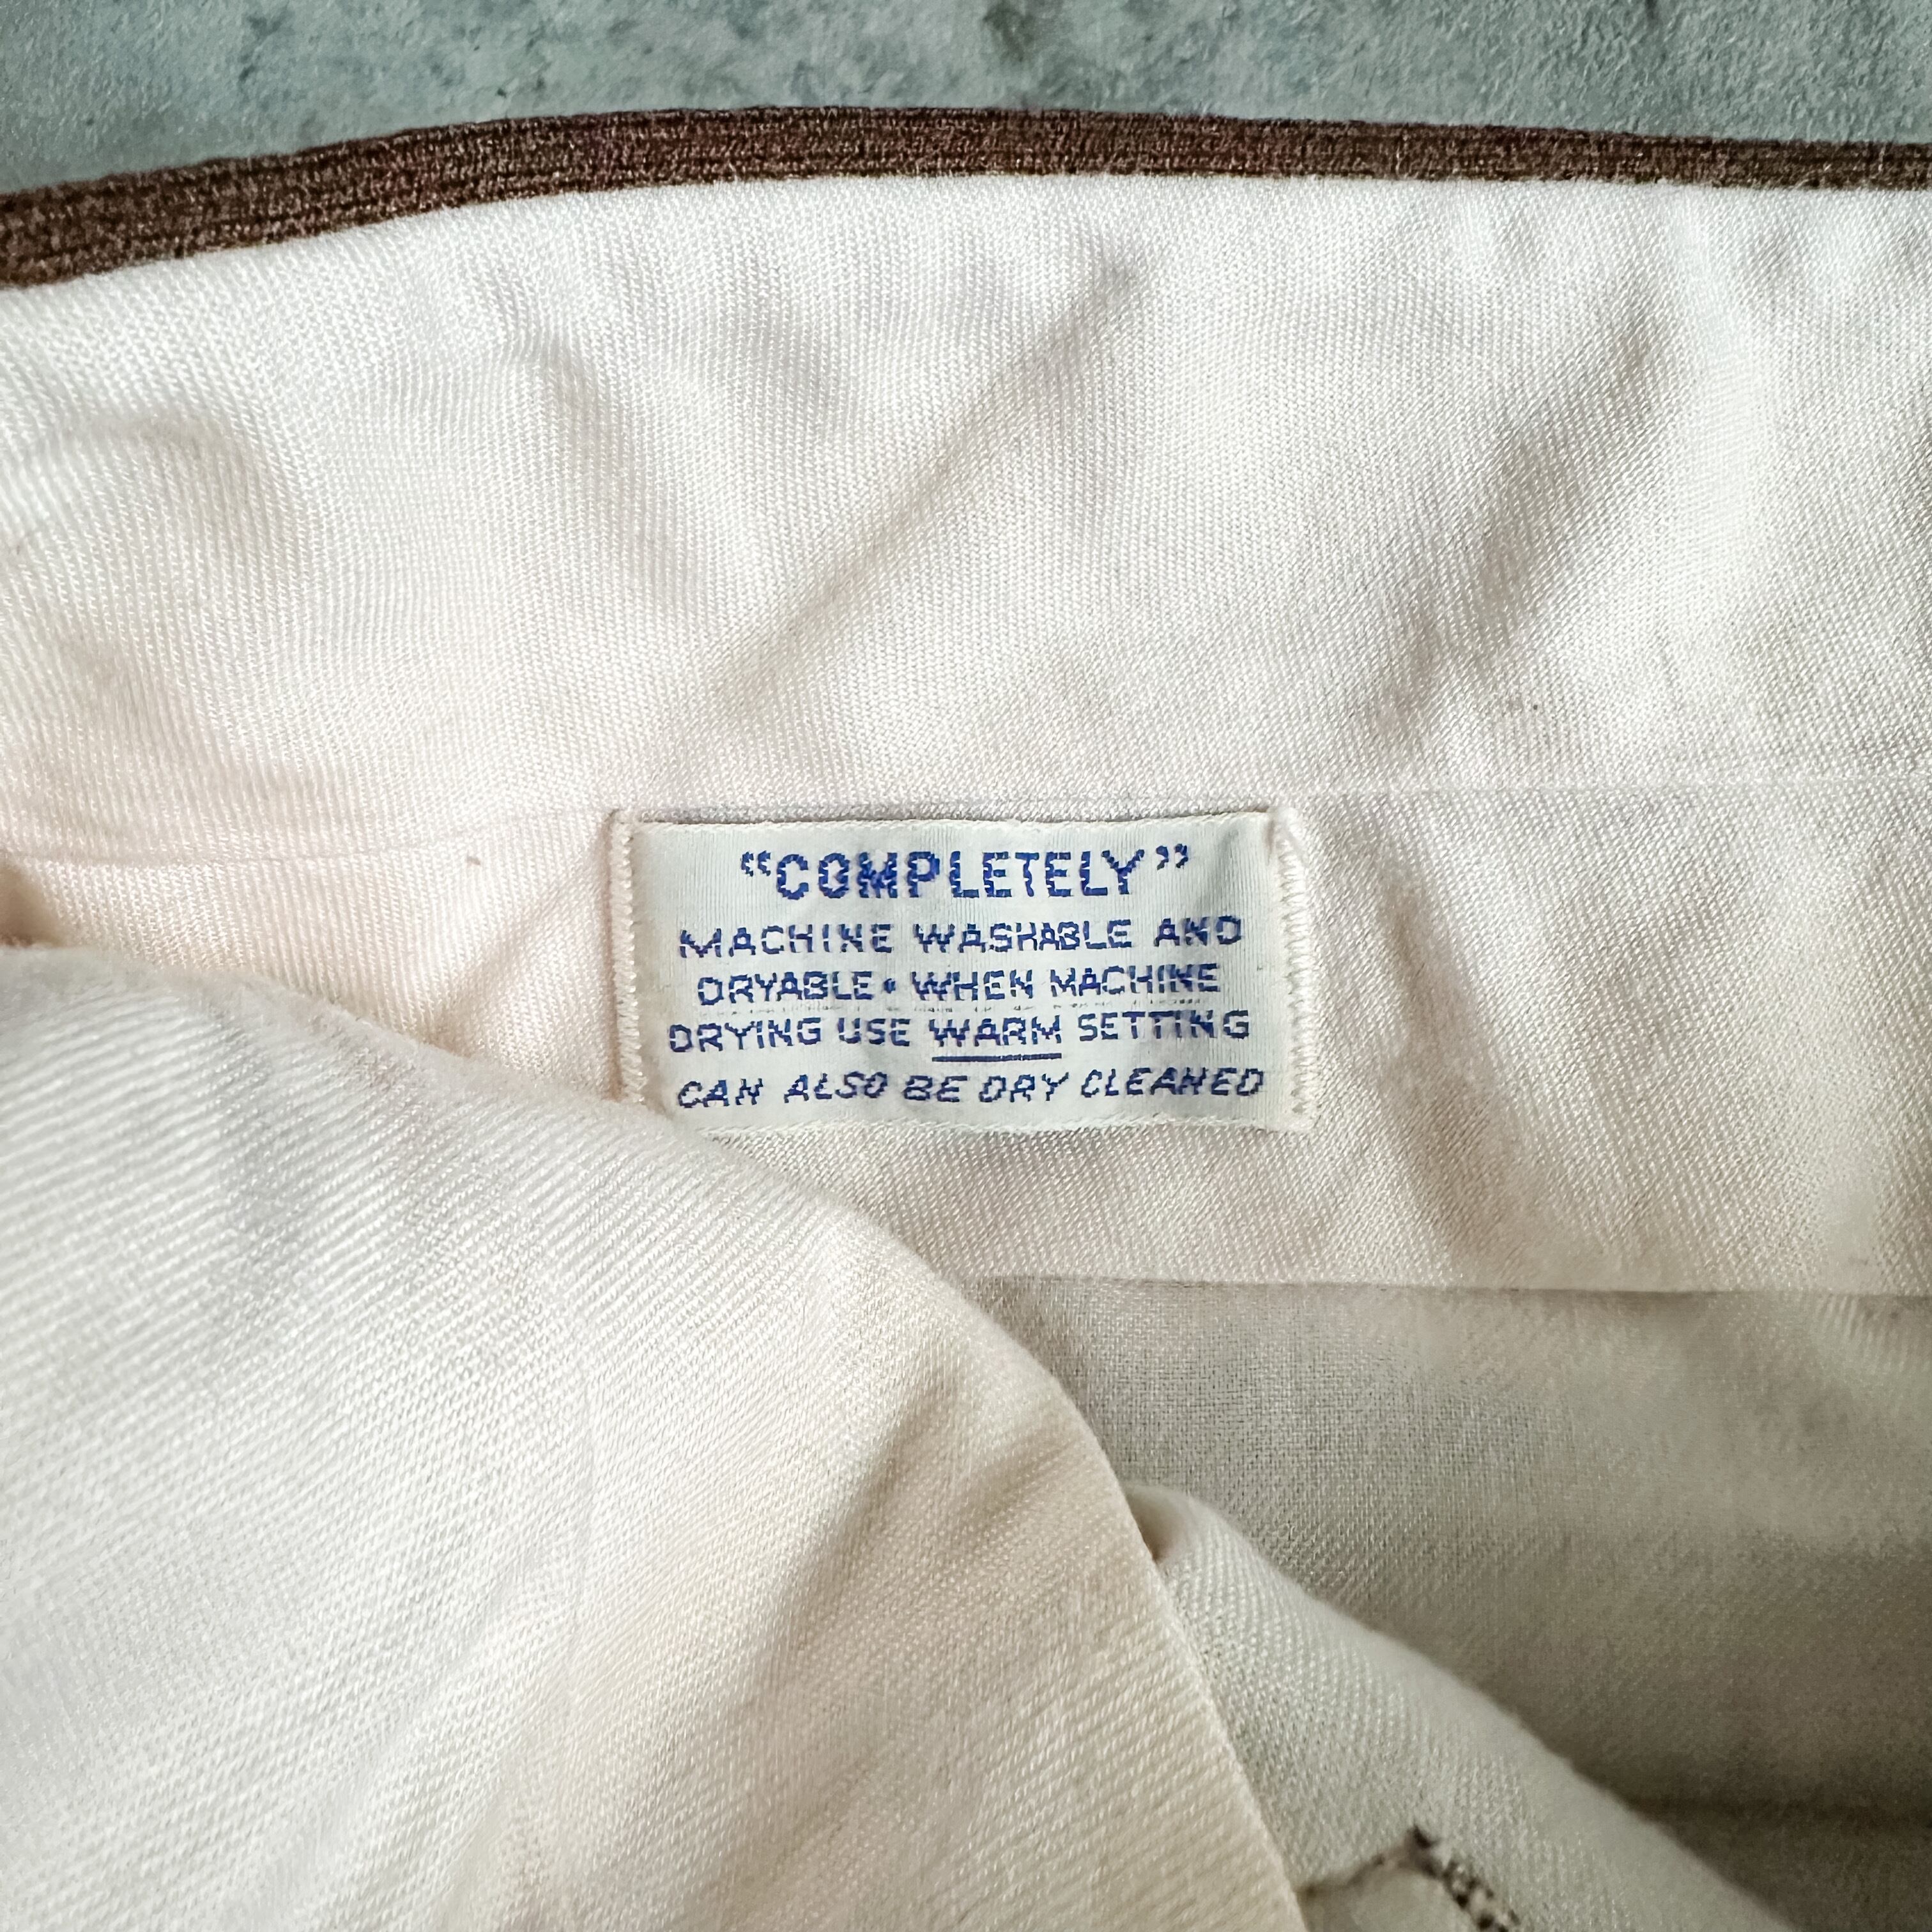 “COMPLETELY”
MACHINE WASHABLE AND
DRYABLE • WHEN MACHINE
DRYING USE WARM SETTING
CAN ALSO BE DRY CLEANED